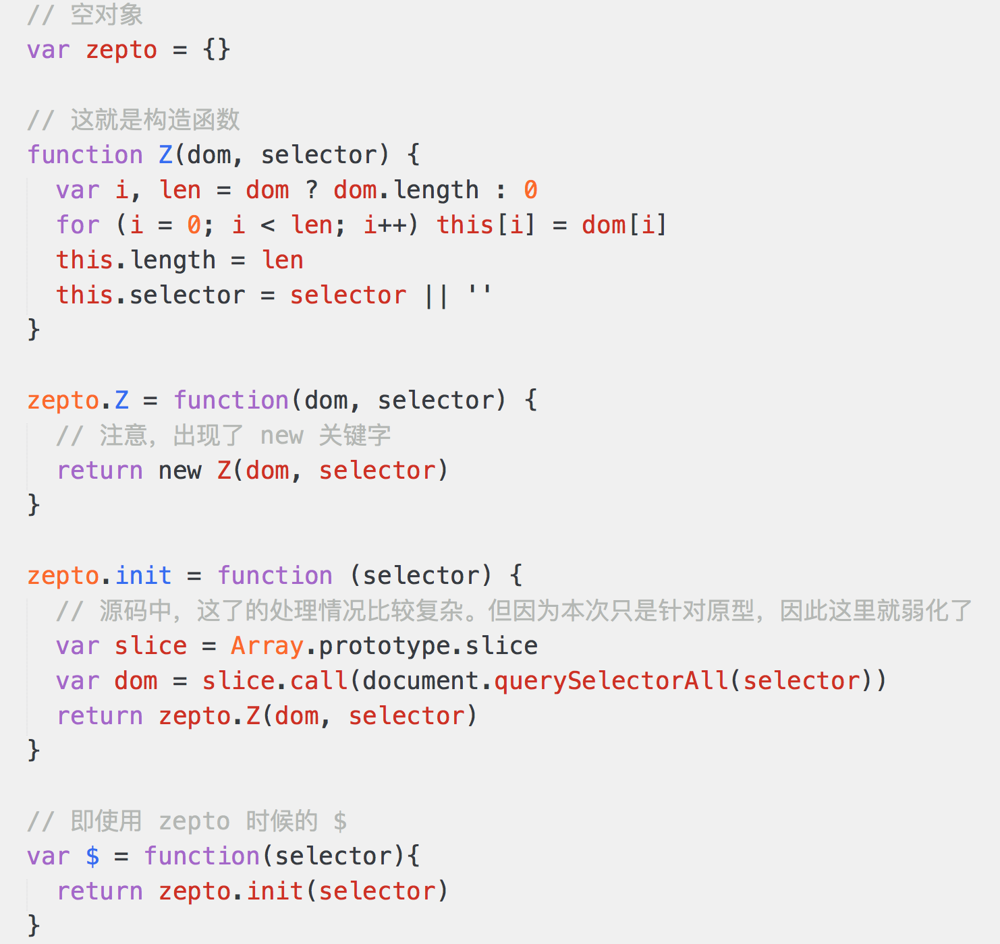 // 空对象
var zepto = {}

// 这就是构造函数
function Z(dom, selector) {
  var i, len = dom ? dom.length : 0
  for (i = 0; i < len; i++) this[i] = dom[i]
  this.length = len
  this.selector = selector || ''
}

zepto.Z = function(dom, selector) {
  // 注意，出现了 new 关键字
  return new Z(dom, selector)
}

zepto.init = function (selector) {
  // 源码中，这了的处理情况比较复杂。但因为本次只是针对原型，因此这里就弱化了
  var slice = Array.prototype.slice
  var dom = slice.call(document.querySelectorAll(selector))
  return zepto.Z(dom, selector)
}

// 即使用 zepto 时候的 $
var $ = function(selector){
  return zepto.init(selector)
}